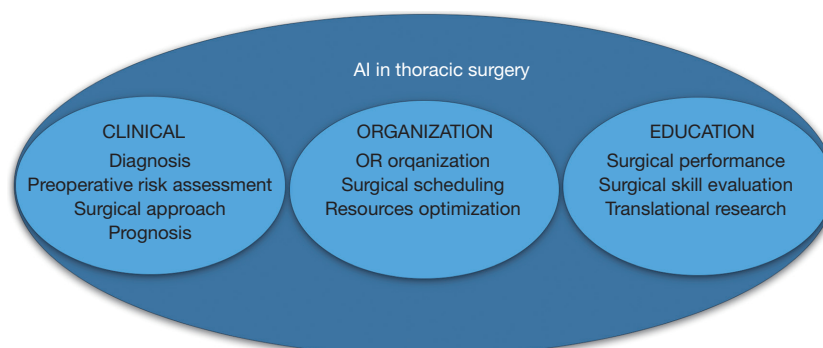 AI in thoracic surgery
CLINICAL
Diagnosis
Preoperative risk assessment
Surgical approach
Prognosis
ORGANIZATION
OR orqanization
Surgical scheduling
Resources optimization
EDUCATION
Surgical performance
Surgical skill evaluation
Translational research